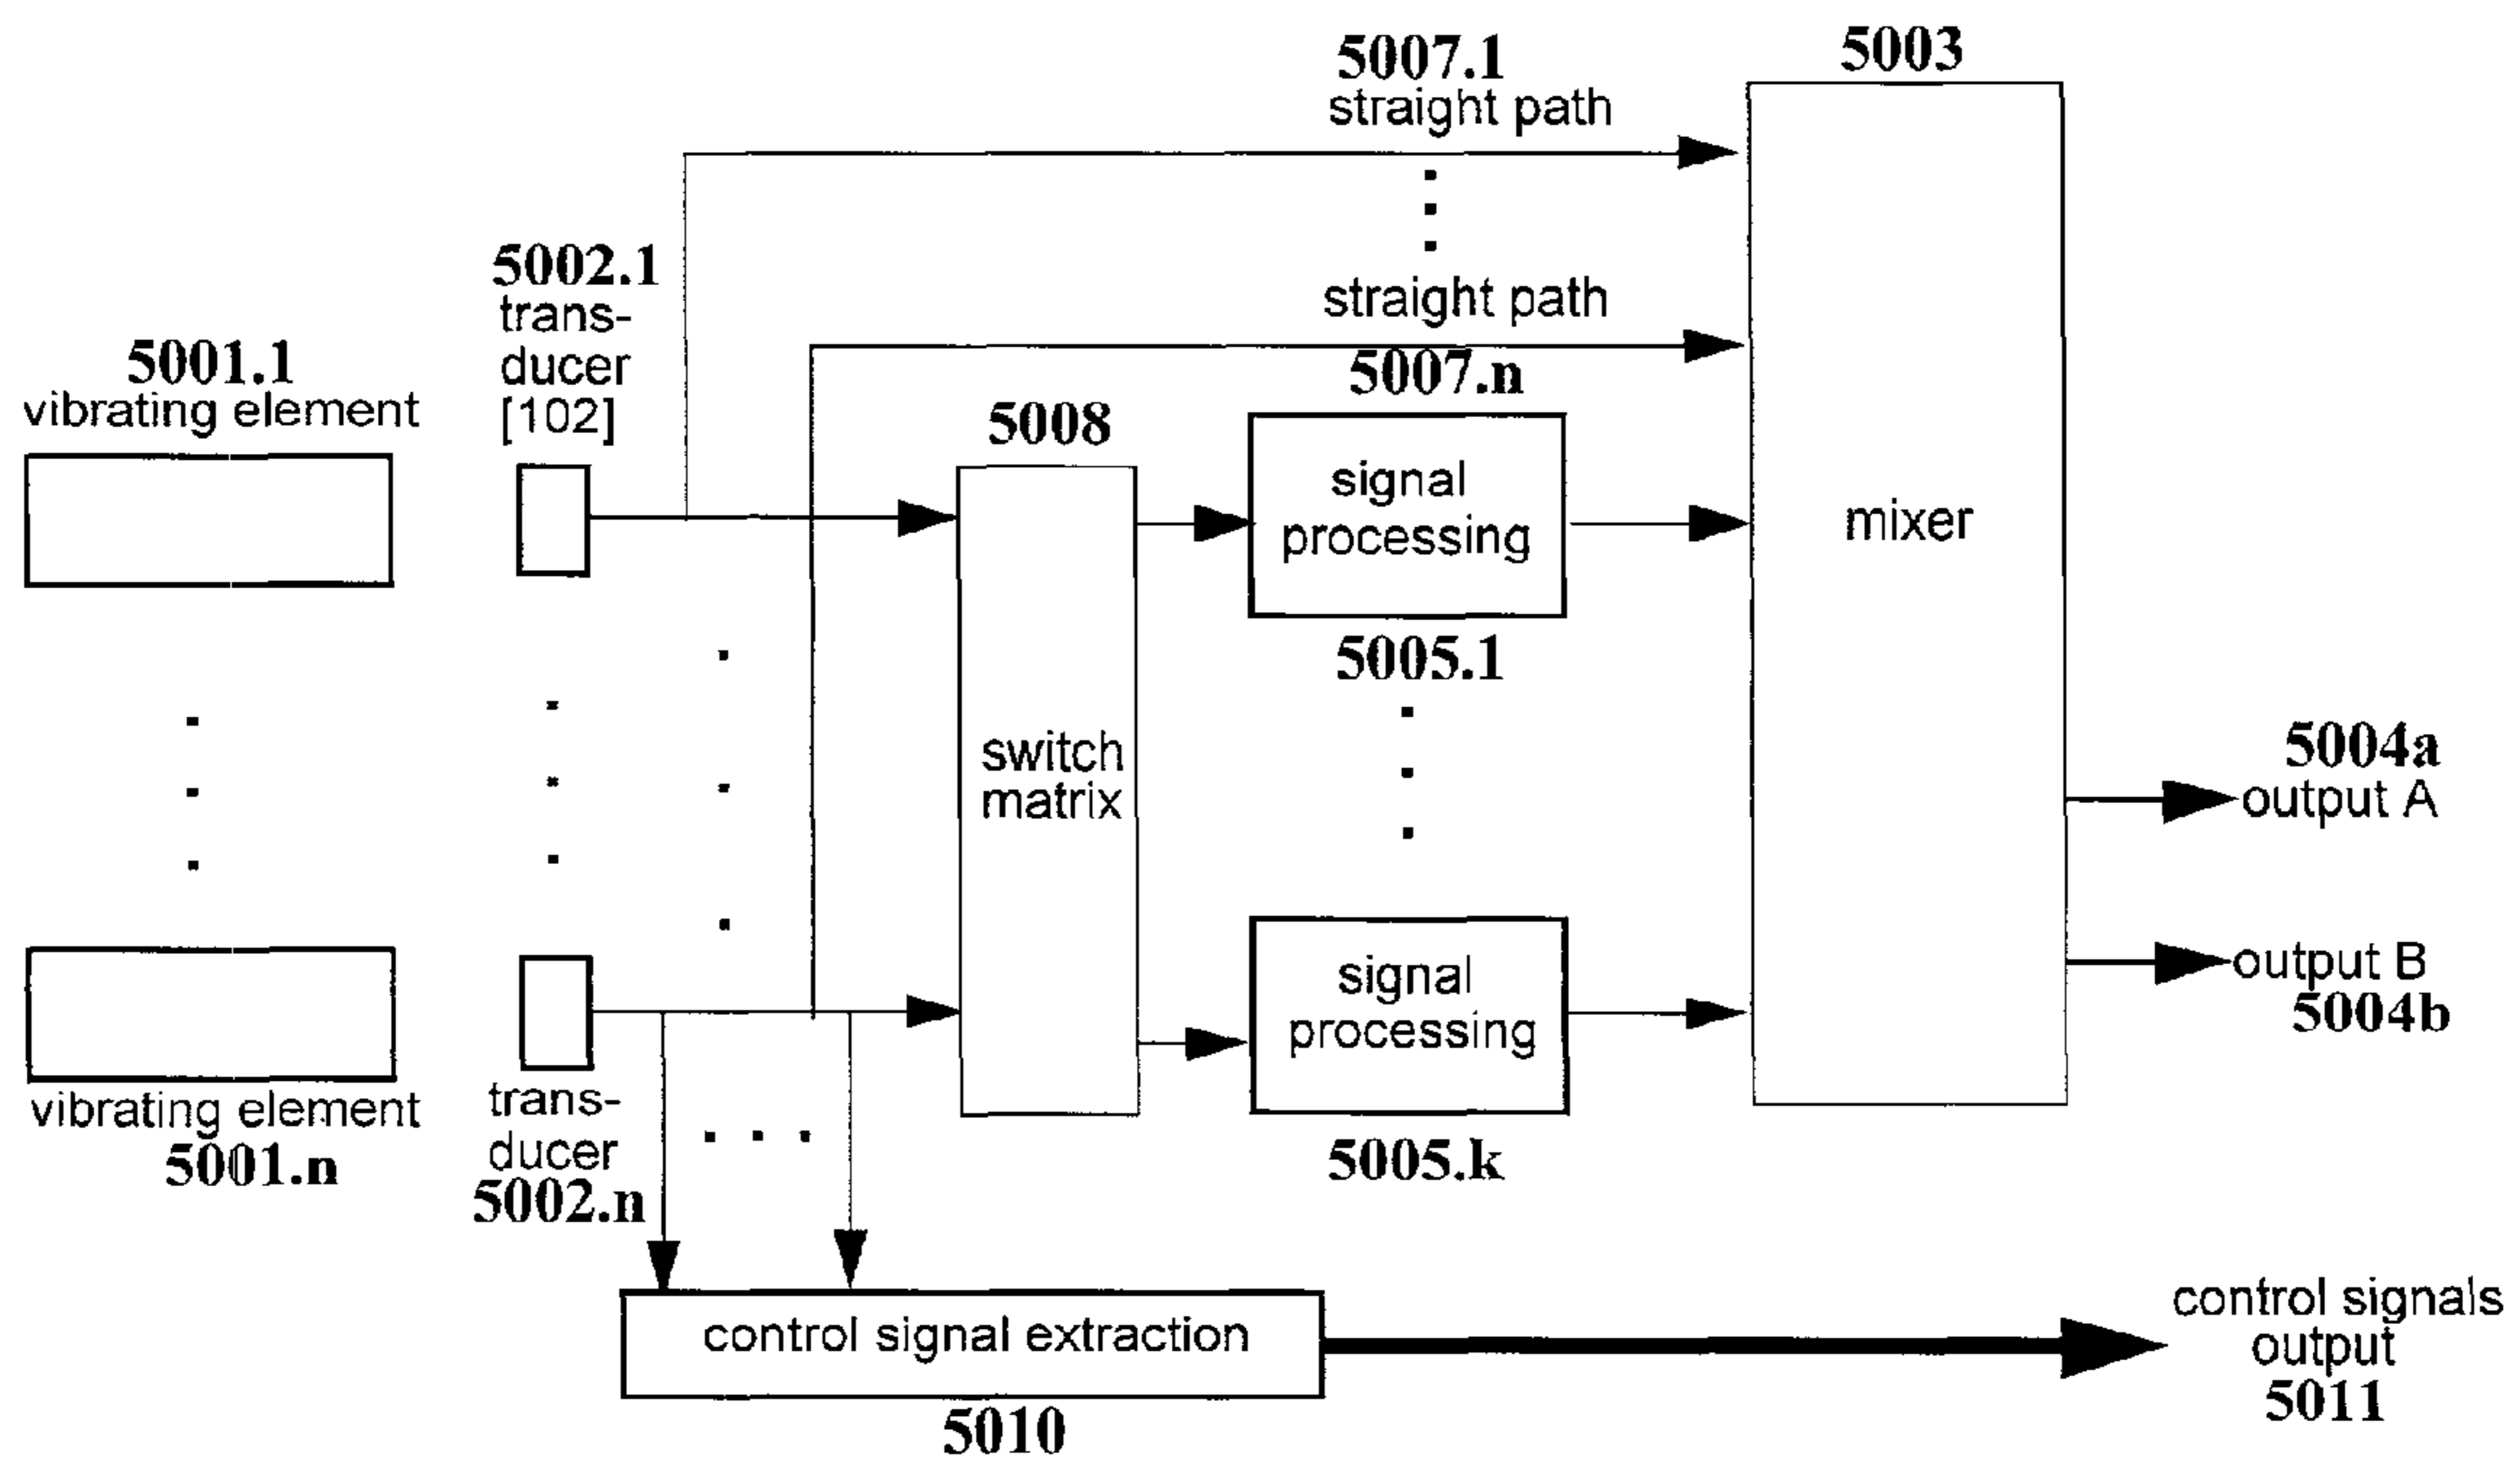 5007.1
straight path
5003
straight path
5007.n
5002.1
trans-
ducer
[102]
5001.1
vibrating element
5008
signal
processing
5005.1
mixer
switch
matrix
5004a
output A
output B
5004b
signal
processing
5005.k
vibrating element
5001.n
trans-
ducer
5002.n
control signal extraction
5010
control signals
output
5011